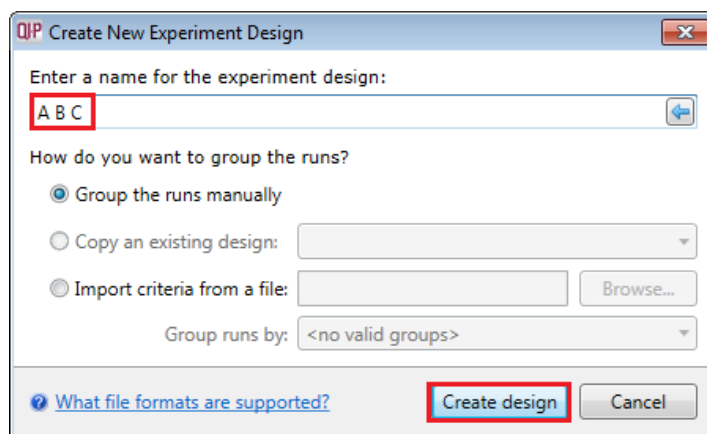 QIP Create New Experiment Design
Enter a name for the experiment design:
A B C
How do you want to group the runs?
Group the runs manually
Copy an existing design:
Import criteria from a file: Browse...
Group runs by: <no valid groups>
What file formats are supported? Create design Cancel